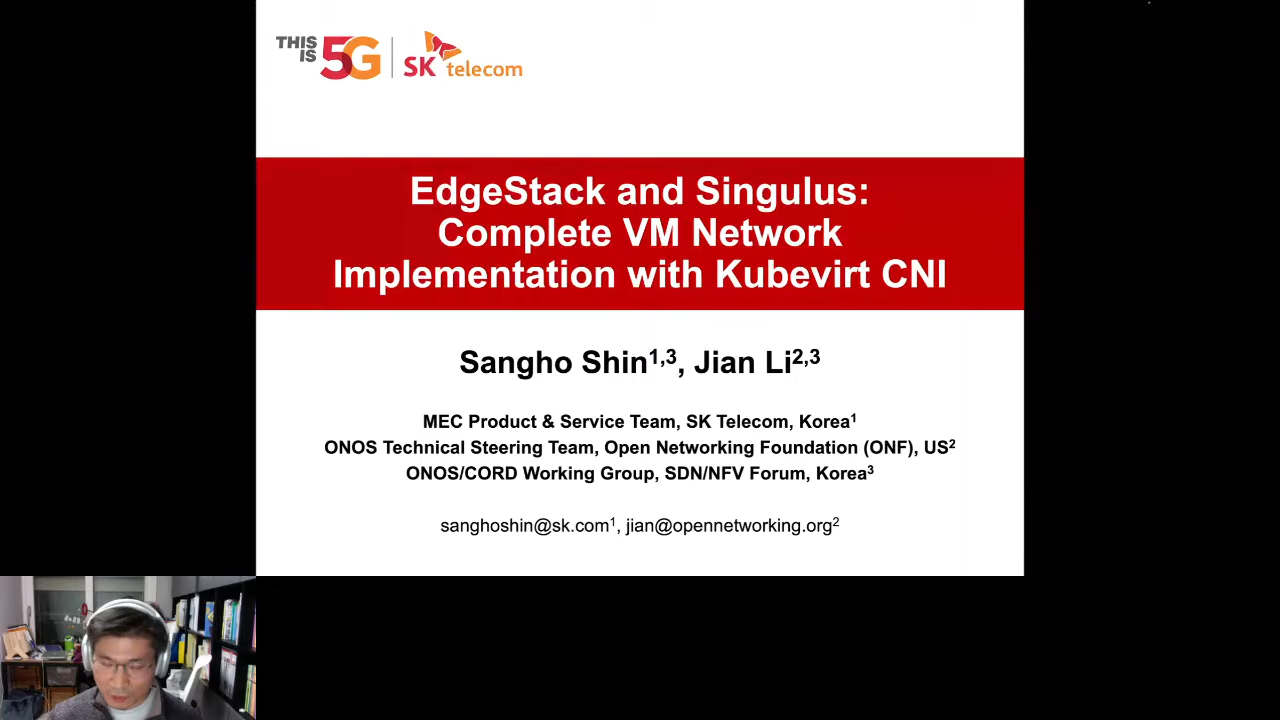 THIS
IS 5G
SK telecom
EdgeStack and Singulus:
Complete VM Network
Implementation with Kubevirt CNI
Sangho Shin1,3, Jian Li2,3
MEC Product & Service Team, SK Telecom, Korea1
ONOS Technical Steering Team, Open Networking Foundation (ONF), US2
ONOS/CORD Working Group, SDN/NFV Forum, Korea3
sanghoshin@sk.com1, jian@opennetworking.org2